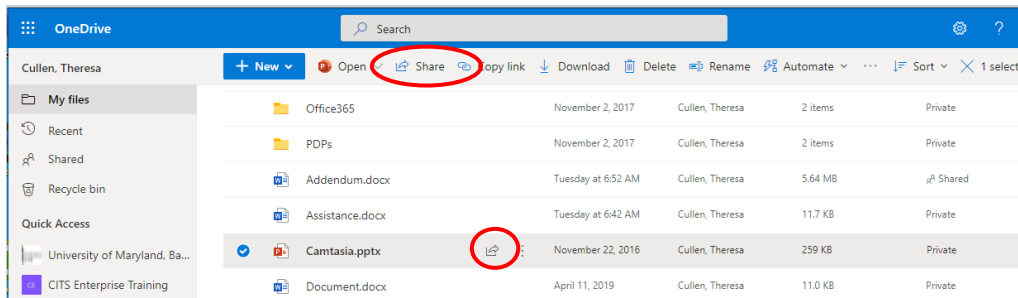 OneDrive
Search
?
Cullen, Theresa
+ New
Open
Share
Copy link
Download
Delete
Rename
Automate
...
Sort
1 select
My files
Recent
Shared
Recycle bin
Quick Access
University of Maryland, Ba...
CE CITS Enterprise Training
Office365 November 2, 2017 Cullen, Theresa 2 items Private
PDPs November 2, 2017 Cullen, Theresa 2 items Private
Addendum.docx Tuesday at 6:52 AM Cullen, Theresa 5.64 MB Shared
Assistance.docx Tuesday at 6:42 AM Cullen, Theresa 11.7 KB Private
Camtasia.pptx November 22, 2016 Cullen, Theresa 259 KB Private
Document.docx April 11, 2019 Cullen, Theresa 11.0 KB Private